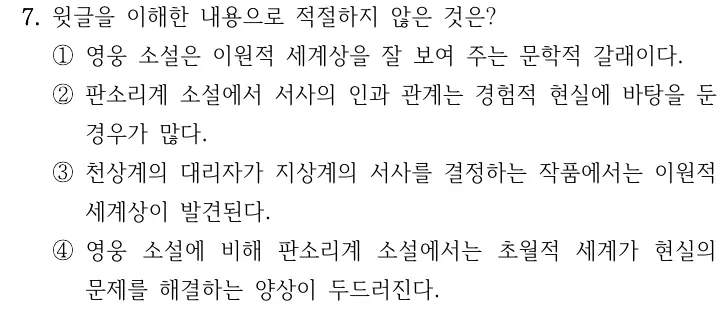 7. 윗글을 이해한 내용으로 적절하지 않은 것은?
① 영웅 소설은 이원적 세계상을 잘 보여 주는 문학적 갈래이다.
② 판소리계 소설에서 서사의 인과 관계는 경험적 현실에 바탕을 둔
경우가 많다.
③ 천상계의 대리자가 지상계의 서사를 결정하는 작품에서는 이원적
세계상이 발견된다.
④ 영웅 소설에 비해 판소리계 소설에서는 초월적 세계가 현실의
문제를 해결하는 양상이 두드러진다.